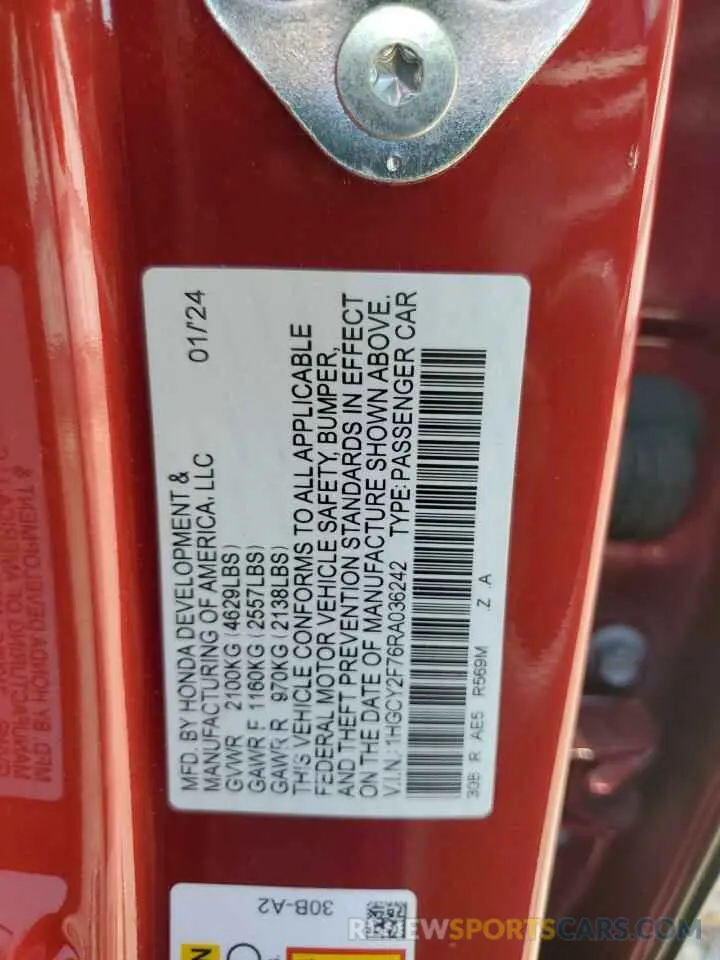 MFD. BY HONDA DEVELOPMENT & 01/'24
MANUFACTURING OF AMERICA, LLC
GVWR 2100KG (4629LBS)
GAWR F 1160KG (2557LBS)
GAWR R 970KG (2138LBS)
THIS VEHICLE CONFORMS TO ALL APPLICABLE
FEDERAL MOTOR VEHICLE SAFETY, BUMPER,
AND THEFT PREVENTION STANDARDS IN EFFECT
ON THE DATE OF MANUFACTURE SHOWN ABOVE.
V.I.N.: 1HGCY2F76RA036242 TYPE: PASSENGER CAR
30B R AE5 R569M Z .A
30B-A2
REVIEWSPORTSCARS.COM